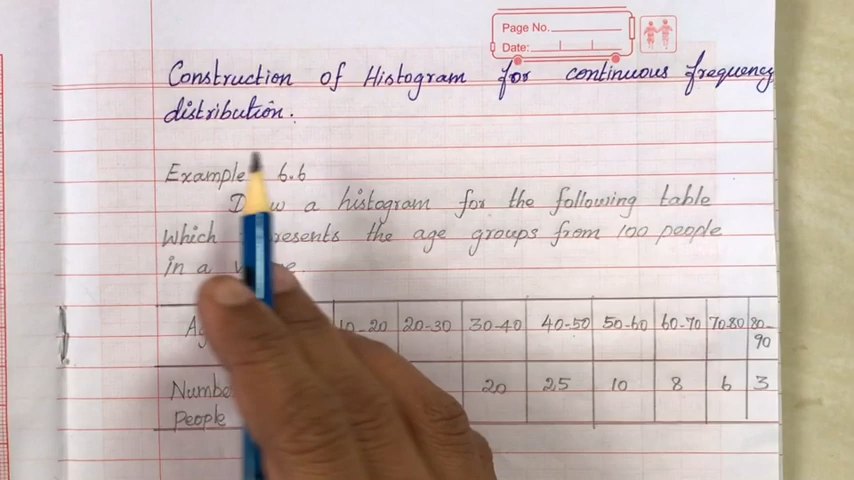 Page No.
Date:
Construction of Histogram for continuous frequency
distribution.
Example 6.6
a histogram for the following table
which the age groups from 100 people
in a
10-20 20-30 30-40 40-50 50-60 60-70 70-80 80-90
20 25 10 8 6 3
People